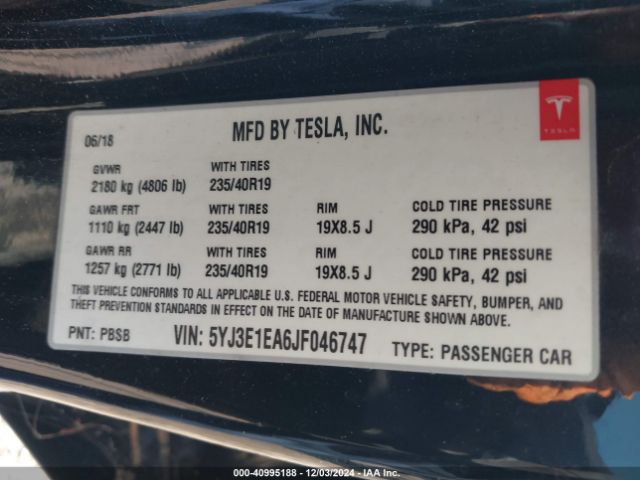 06/18
MFD BY TESLA, INC.
TESLA
GVWR WITH TIRES
2180 kg (4806 lb) 235/40R19
GAWR FRT WITH TIRES RIM COLD TIRE PRESSURE
1110 kg (2447 lb) 235/40R19 19X8.5 J 290 kPa, 42 psi
GAWR RR WITH TIRES RIM COLD TIRE PRESSURE
1257 kg (2771 lb) 235/40R19 19X8.5 J 290 kPa, 42 psi
THIS VEHICLE CONFORMS TO ALL APPLICABLE U.S. FEDERAL MOTOR VEHICLE SAFETY, BUMPER, AND
THEFT PREVENTION STANDARDS IN EFFECT ON THE DATE OF MANUFACTURE SHOWN ABOVE.
PNT: PBSB VIN: 5YJ3E1EA6JF046747 TYPE: PASSENGER CAR
000-40995188 - 12/03/2024 - IAA Inc.